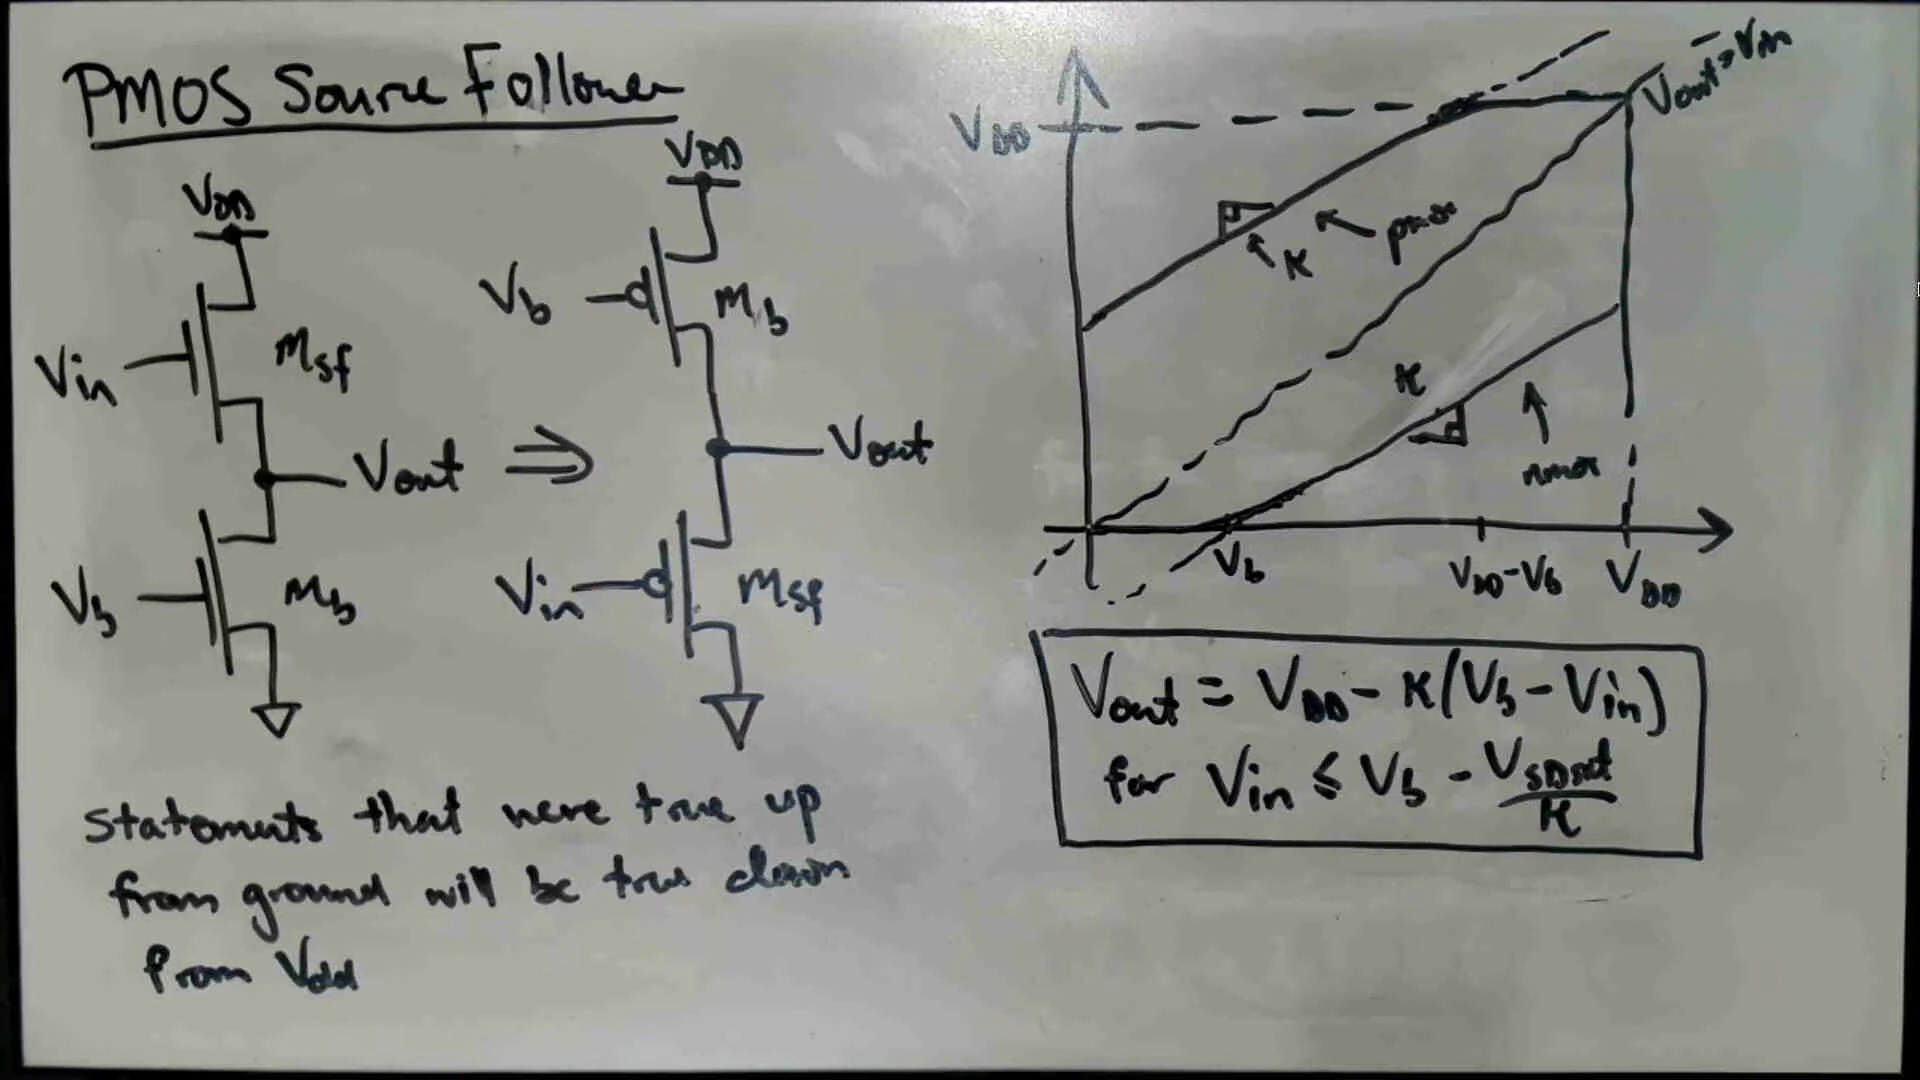 PMOS Source Follower
VDD
Vin
Msf
Vout
Vb
Mb
⇒
VDD
Vb
Mb
Vout
Vin
Msf
statements that were true up
from ground will be true down
from Vdd
VDD
Vout=Vin
κ
pmos
κ
nmos
Vb
VDD-Vb
VDD
Vout = VDD - κ(Vb - Vin)
for Vin ≤ Vb - VSDsat/κ